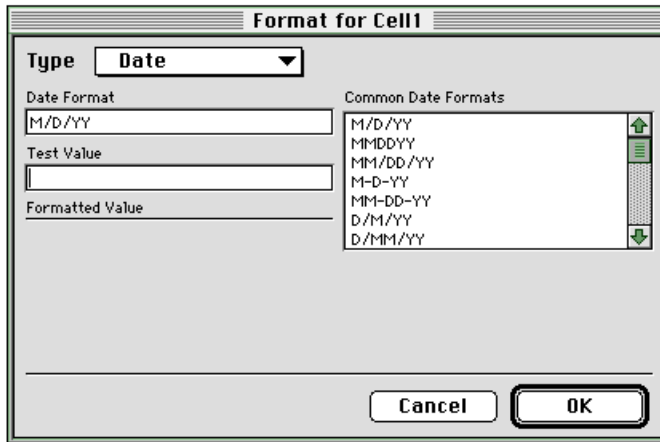 Format for Cell1
Type Date
Date Format
M/D/YY
Test Value
Formatted Value
Common Date Formats
M/D/YY
MMDDYY
MM/DD/YY
M-D-YY
MM-DD-YY
D/M/YY
D/MM/YY
Cancel OK